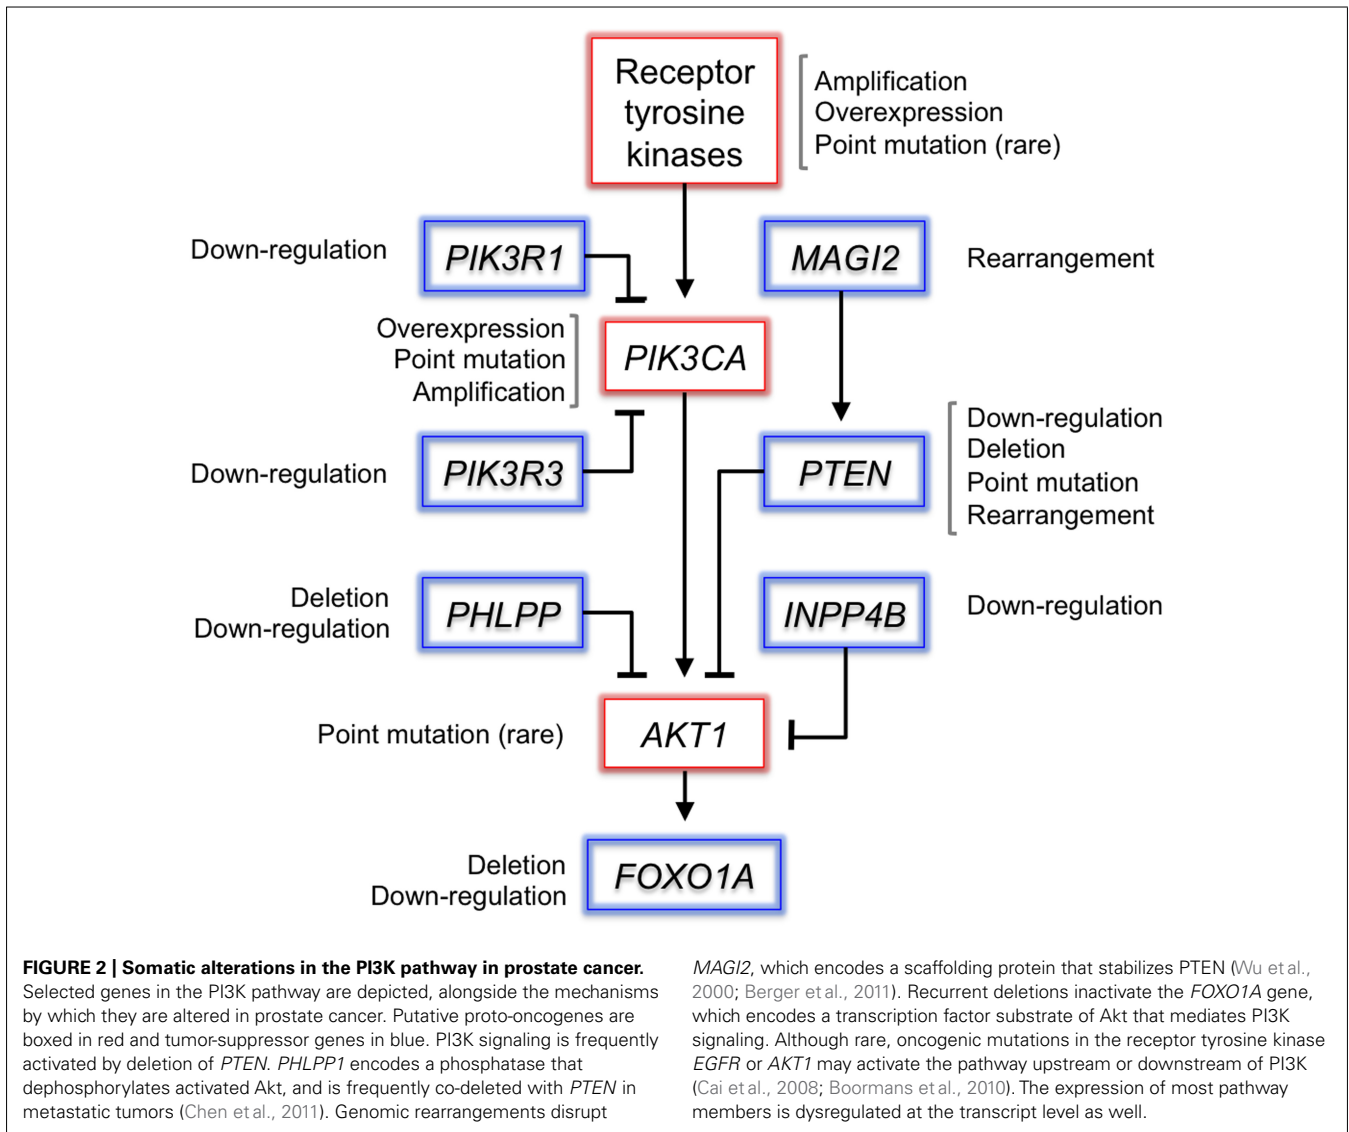 Receptor
tyrosine
kinases
Amplification
Overexpression
Point mutation (rare)
Down-regulation
PIK3R1
MAGI2
Rearrangement
Overexpression
Point mutation
Amplification
PIK3CA
Down-regulation
PIK3R3
PTEN
Down-regulation
Deletion
Point mutation
Rearrangement
Deletion
Down-regulation
PHLPP
INPP4B
Down-regulation
Point mutation (rare)
AKT1
Deletion
Down-regulation
FOXO1A
FIGURE 2 | Somatic alterations in the PI3K pathway in prostate cancer.
Selected genes in the PI3K pathway are depicted, alongside the mechanisms
by which they are altered in prostate cancer. Putative proto-oncogenes are
boxed in red and tumor-suppressor genes in blue. PI3K signaling is frequently
activated by deletion of PTEN. PHLPP1 encodes a phosphatase that
dephosphorylates activated Akt, and is frequently co-deleted with PTEN in
metastatic tumors (Chen et al., 2011). Genomic rearrangements disrupt
MAGI2, which encodes a scaffolding protein that stabilizes PTEN (Wu et al.,
2000; Berger et al., 2011). Recurrent deletions inactivate the FOXO1A gene,
which encodes a transcription factor substrate of Akt that mediates PI3K
signaling. Although rare, oncogenic mutations in the receptor tyrosine kinase
EGFR or AKT1 may activate the pathway upstream or downstream of PI3K
(Cai et al., 2008; Boormans et al., 2010). The expression of most pathway
members is dysregulated at the transcript level as well.